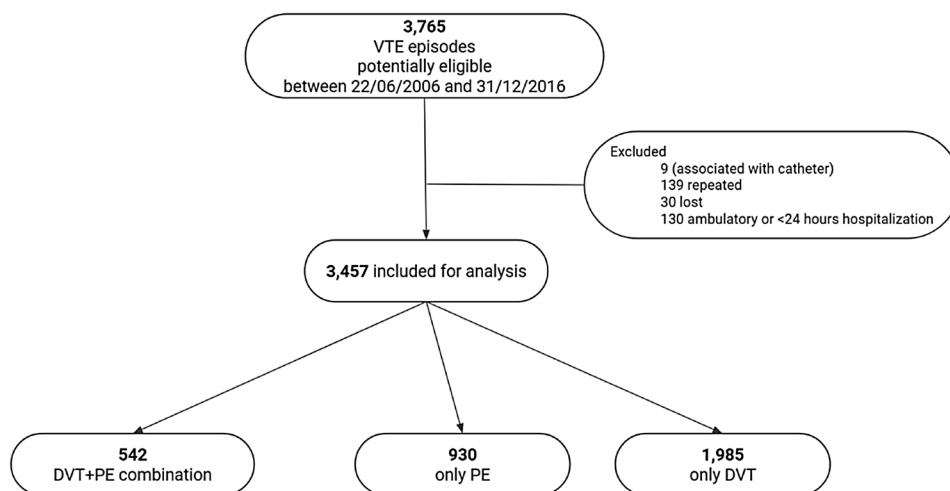 3,765
VTE episodes
potentially eligible
between 22/06/2006 and 31/12/2016
Excluded
9 (associated with catheter)
139 repeated
30 lost
130 ambulatory or <24 hours hospitalization
3,457 included for analysis
542
DVT+PE combination
930
only PE
1,985
only DVT